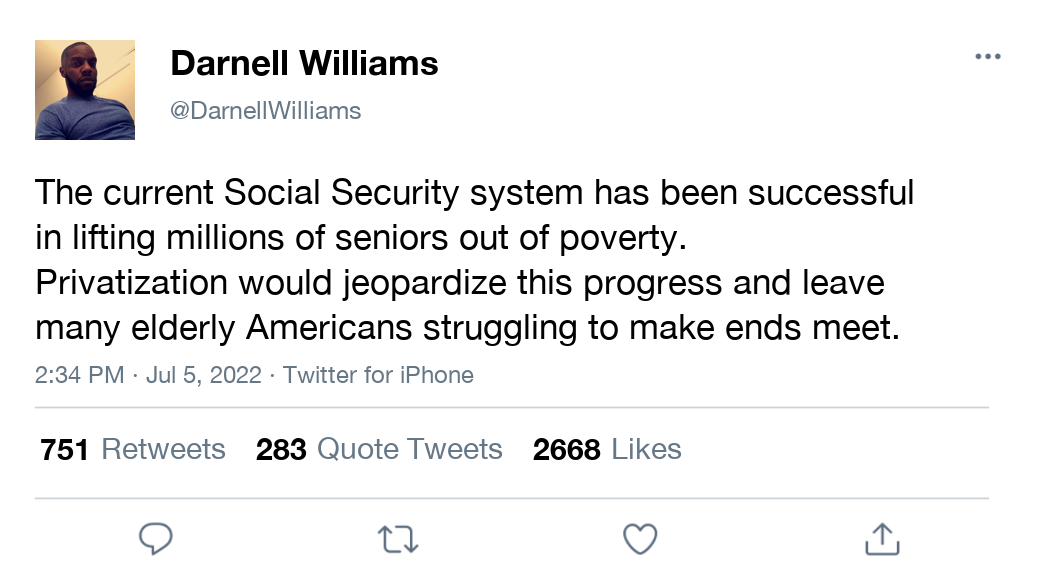 Darnell Williams
@DarnellWilliams
The current Social Security system has been successful
in lifting millions of seniors out of poverty.
Privatization would jeopardize this progress and leave
many elderly Americans struggling to make ends meet.
2:34 PM · Jul 5, 2022 · Twitter for iPhone
751 Retweets 283 Quote Tweets 2668 Likes